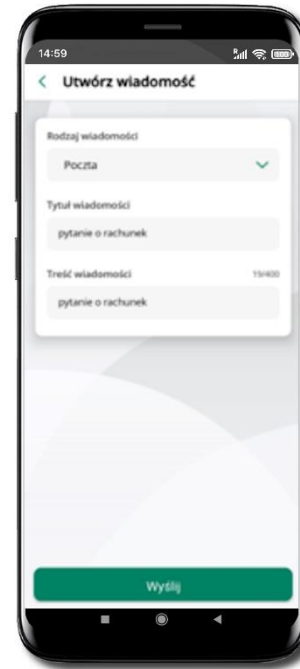 14:59
Utwórz wiadomość
Rodzaj wiadomości
Poczta
Tytuł wiadomości
pytanie o rachunek
Treść wiadomości 19/400
pytanie o rachunek
Wyślij